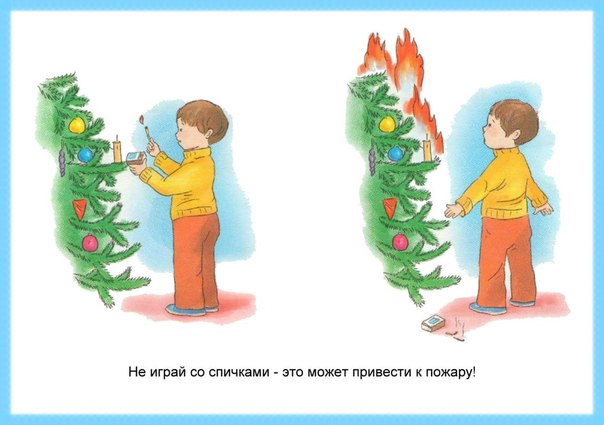 Не играй со спичками - это может привести к пожару!